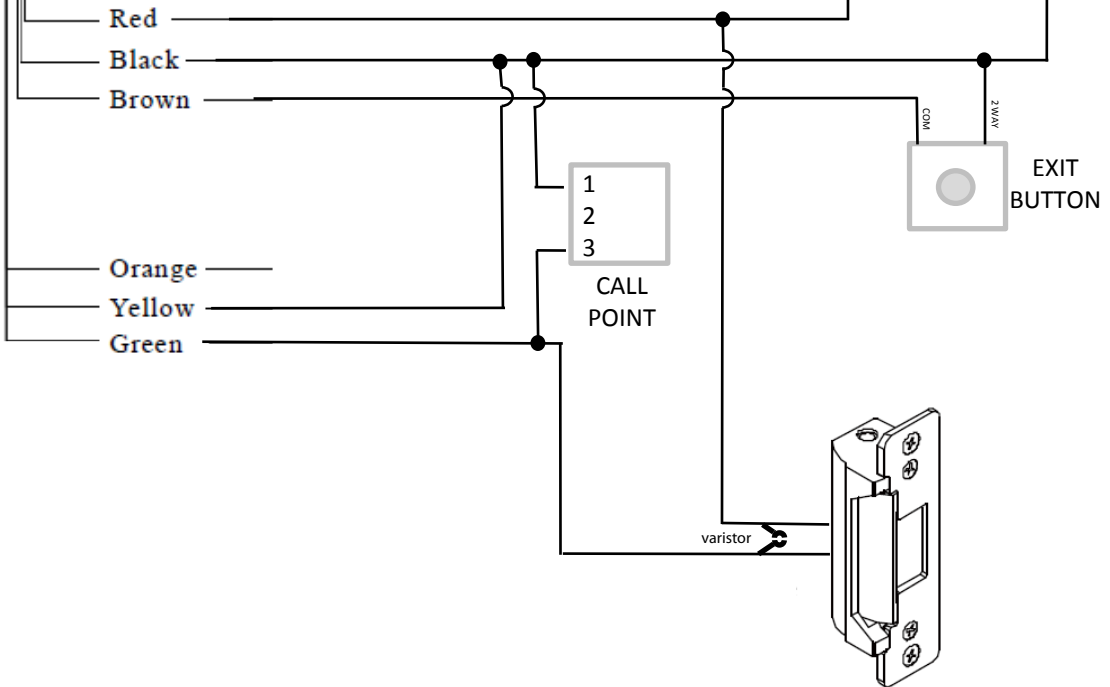 Red
Black
Brown
COM
2 WAY
EXIT
BUTTON
1
2
3
CALL
POINT
Orange
Yellow
Green
varistor